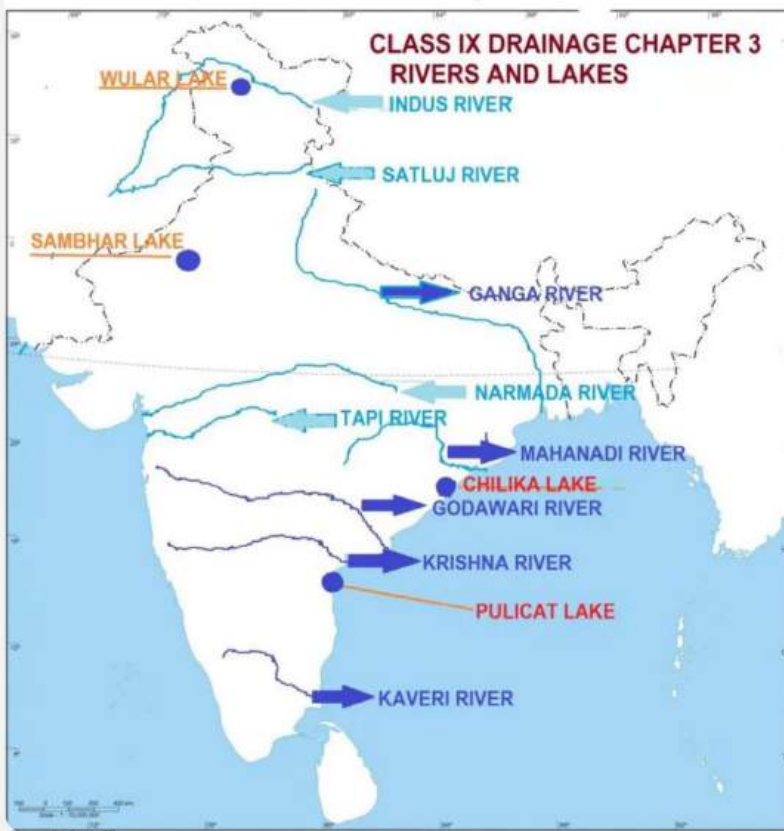 CLASS IX DRAINAGE CHAPTER 3
RIVERS AND LAKES
WULAR LAKE
INDUS RIVER
SATLUJ RIVER
SAMBHAR LAKE
GANGA RIVER
NARMADA RIVER
TAPI RIVER
MAHANADI RIVER
CHILIKA LAKE
GODAWARI RIVER
KRISHNA RIVER
PULICAT LAKE
KAVERI RIVER